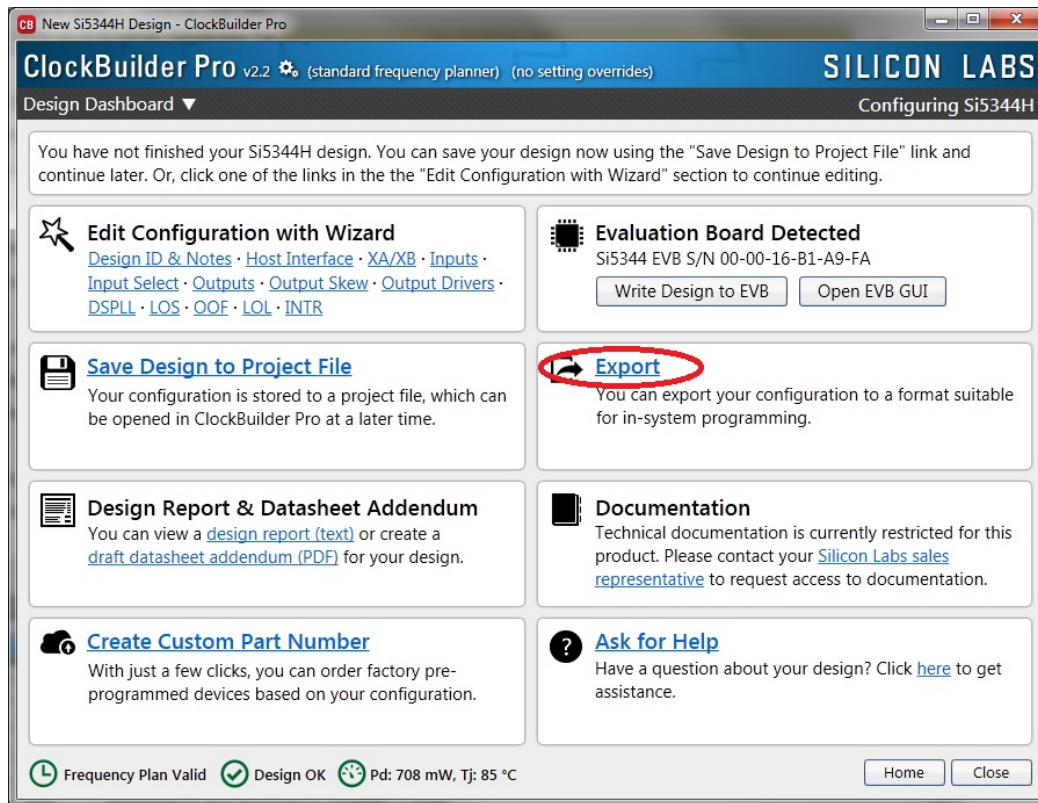 CB New Si5344H Design - ClockBuilder Pro
ClockBuilder Pro v2.2 (standard frequency planner) (no setting overrides) SILICON LABS
Design Dashboard ▼ Configuring Si5344H
You have not finished your Si5344H design. You can save your design now using the "Save Design to Project File" link and
continue later. Or, click one of the links in the the "Edit Configuration with Wizard" section to continue editing.
Edit Configuration with Wizard
Design ID & Notes · Host Interface · XA/XB · Inputs ·
Input Select · Outputs · Output Skew · Output Drivers ·
DSPLL · LOS · OOF · LOL · INTR
Evaluation Board Detected
Si5344 EVB S/N 00-00-16-B1-A9-FA
Write Design to EVB Open EVB GUI
Save Design to Project File
Your configuration is stored to a project file, which can
be opened in ClockBuilder Pro at a later time.
Export
You can export your configuration to a format suitable
for in-system programming.
Design Report & Datasheet Addendum
You can view a design report (text) or create a
draft datasheet addendum (PDF) for your design.
Documentation
Technical documentation is currently restricted for this
product. Please contact your Silicon Labs sales
representative to request access to documentation.
Create Custom Part Number
With just a few clicks, you can order factory pre-
programmed devices based on your configuration.
Ask for Help
Have a question about your design? Click here to get
assistance.
Frequency Plan Valid Design OK Pd: 708 mW, Tj: 85 °C Home Close